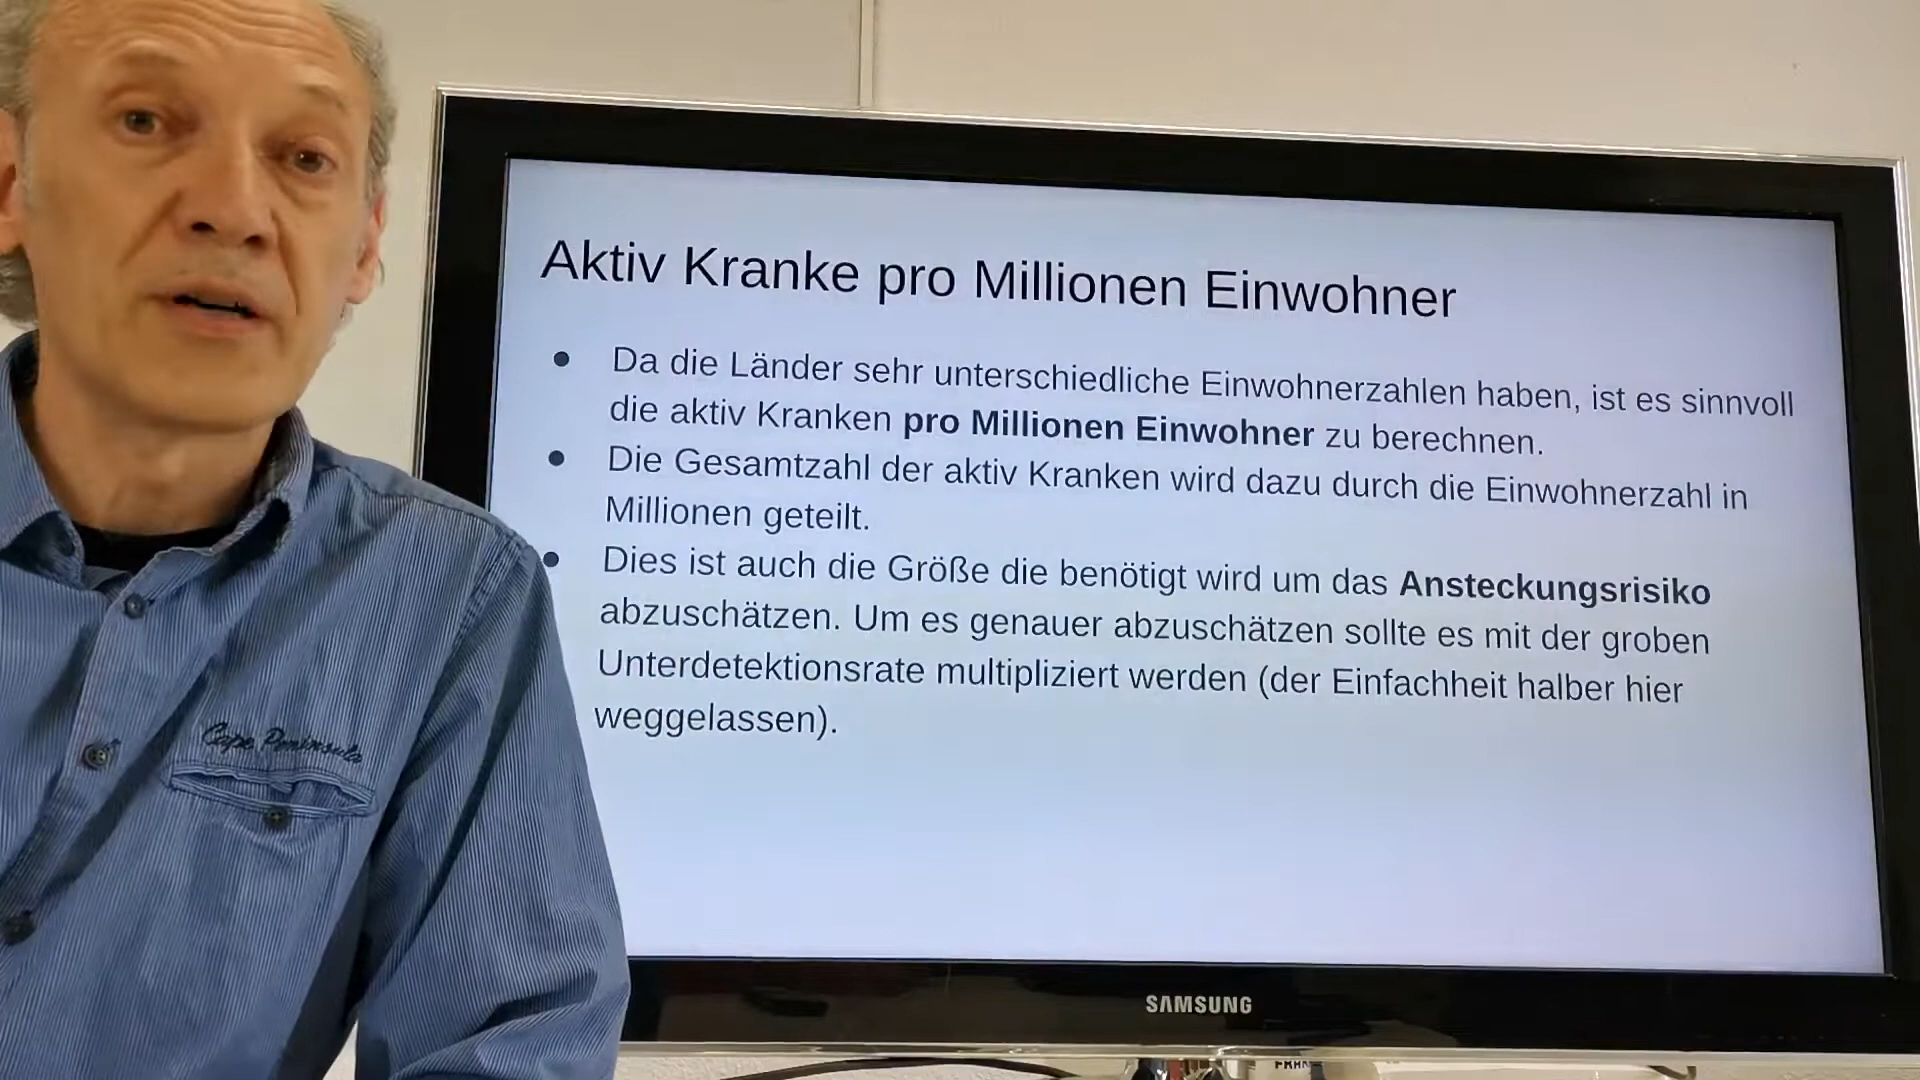 Aktiv Kranke pro Millionen Einwohner
● Da die Länder sehr unterschiedliche Einwohnerzahlen haben, ist es sinnvoll
die aktiv Kranken pro Millionen Einwohner zu berechnen.
● Die Gesamtzahl der aktiv Kranken wird dazu durch die Einwohnerzahl in
Millionen geteilt.
● Dies ist auch die Größe die benötigt wird um das Ansteckungsrisiko
abzuschätzen. Um es genauer abzuschätzen sollte es mit der groben
Unterdetektionsrate multipliziert werden (der Einfachheit halber hier
weggelassen).
Cape Peninsula
SAMSUNG